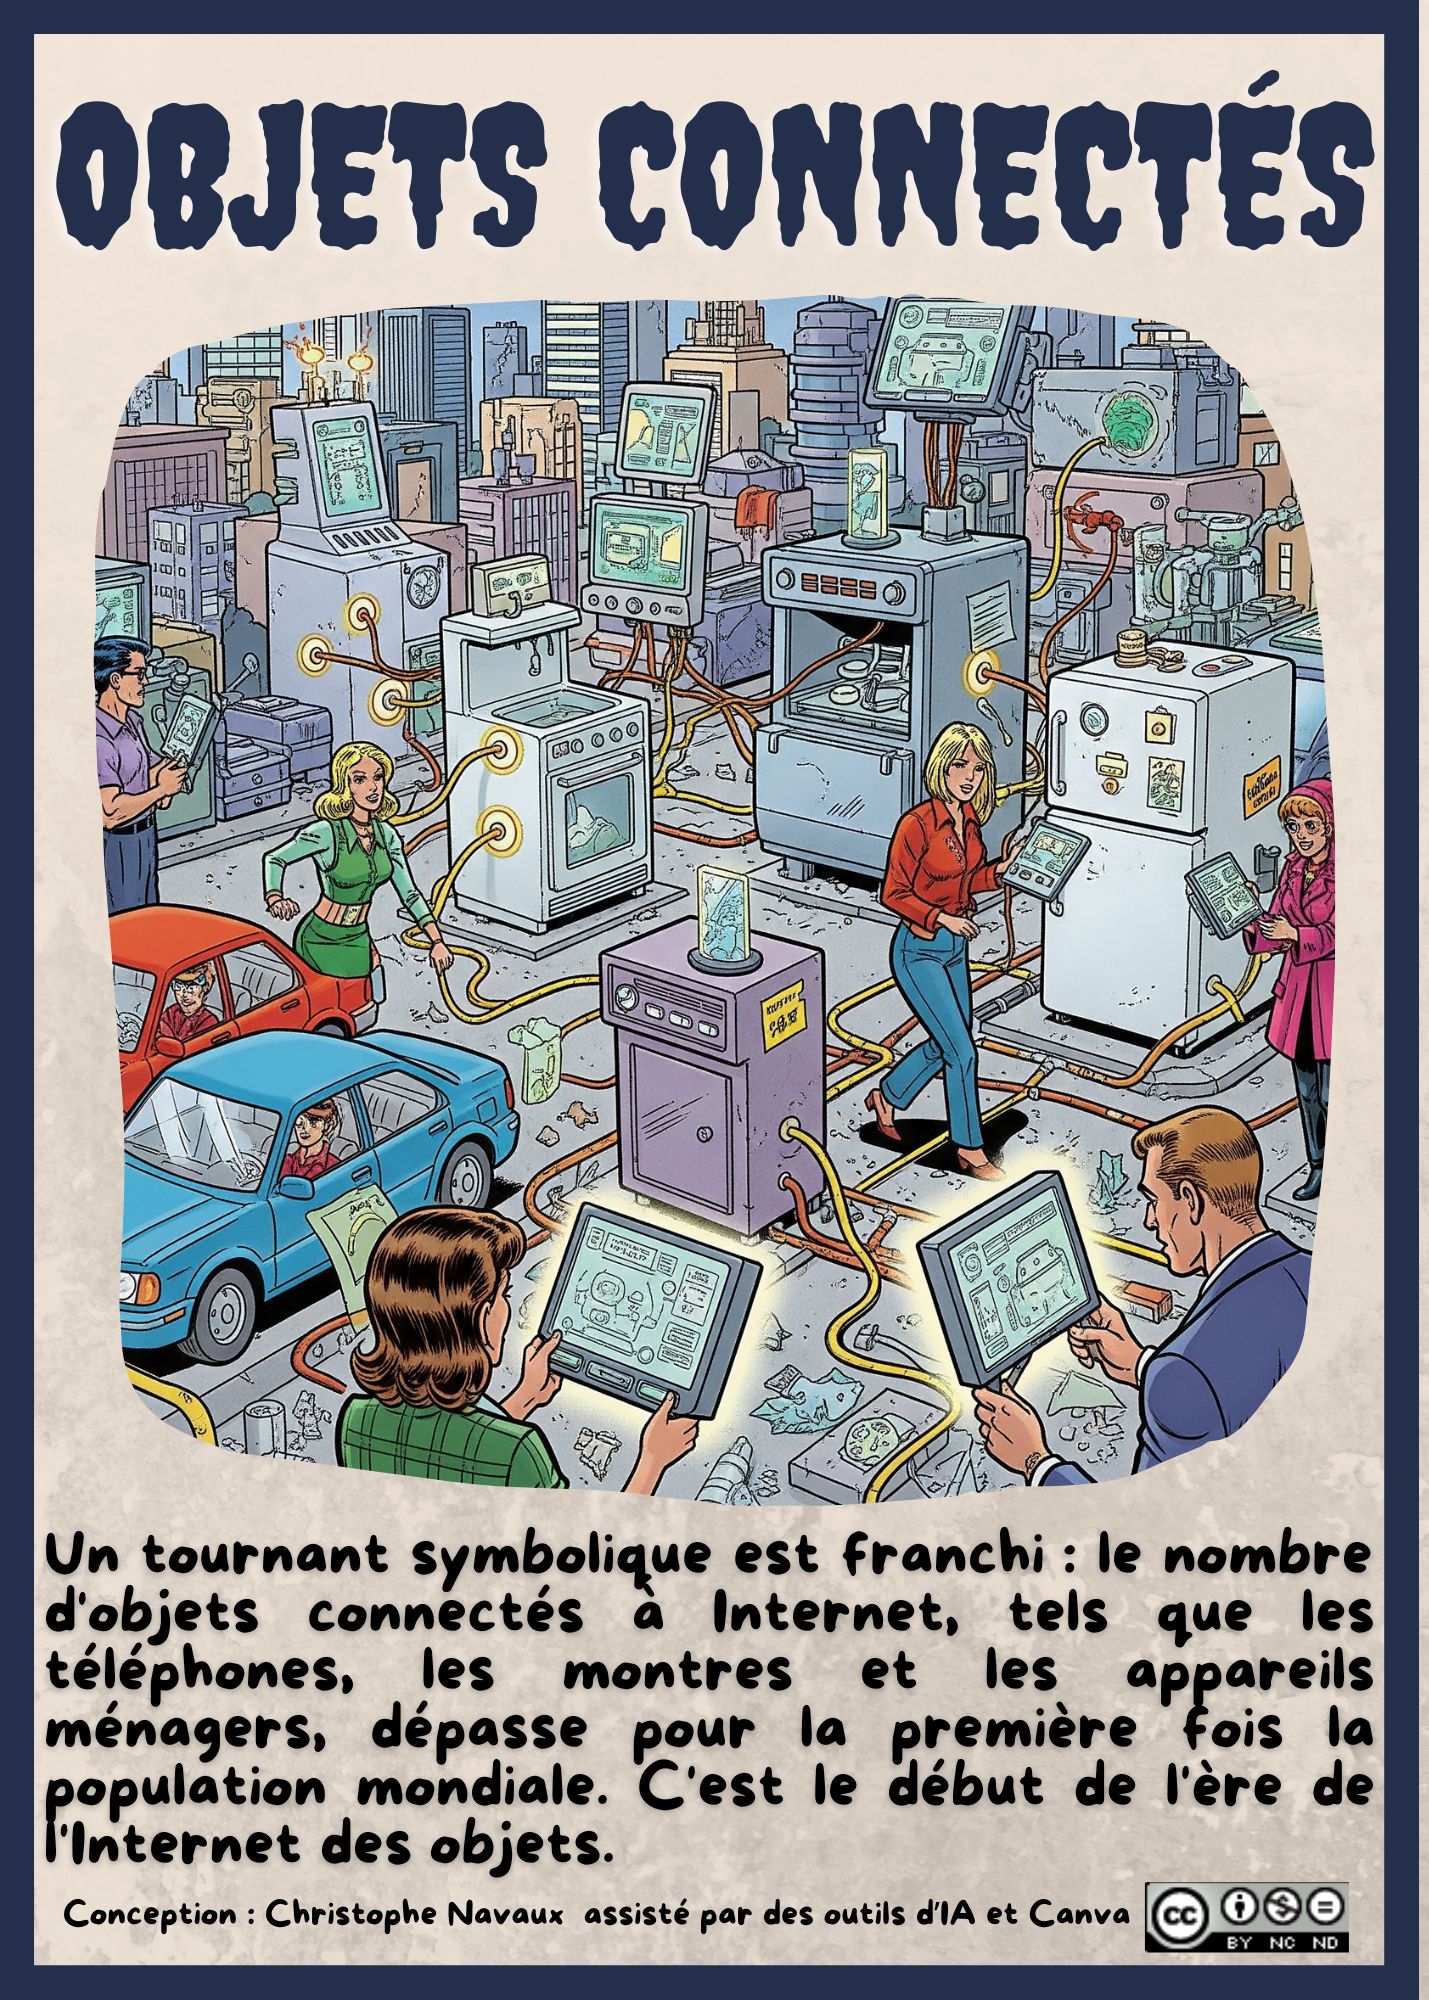 OBJETS CONNECTÉS
Un tournant symbolique est franchi : le nombre
d'objets connectés à Internet, tels que les
téléphones, les montres et les appareils
ménagers, dépasse pour la première fois la
population mondiale. C'est le début de l'ère de
l'Internet des objets.
Conception : Christophe Navaux assisté par des outils d'IA et Canva
cc
BY NC ND